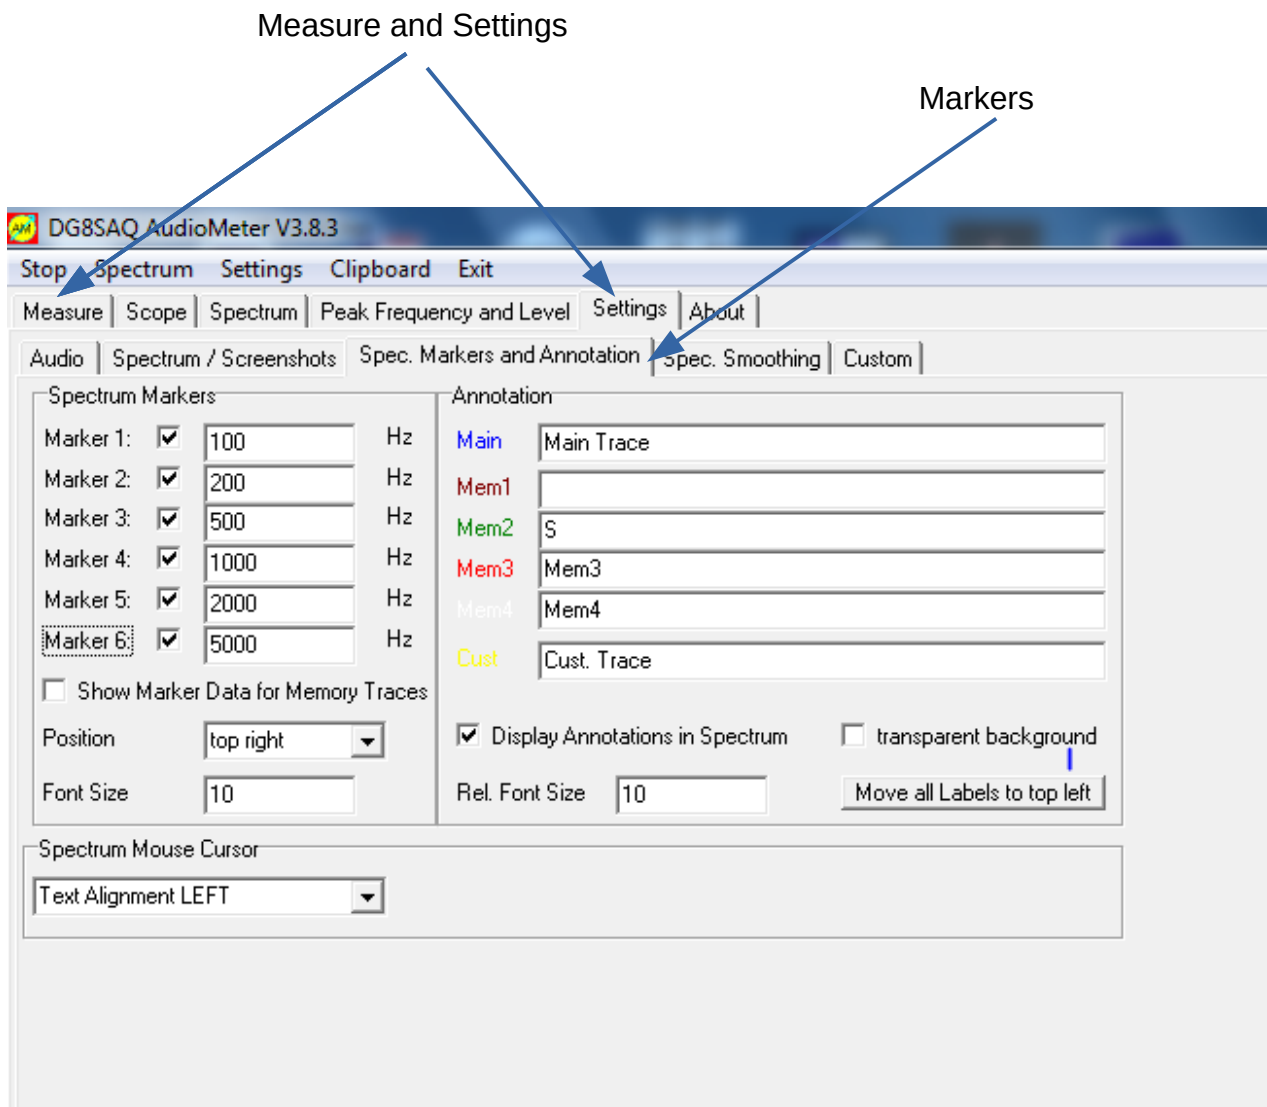 Measure and Settings
Markers
DG8SAQ AudioMeter V3.8.3
Stop Spectrum Settings Clipboard Exit
Measure Scope Spectrum Peak Frequency and Level Settings About
Audio Spectrum / Screenshots Spec. Markers and Annotation Spec. Smoothing Custom
Spectrum Markers
Marker 1: 100 Hz
Marker 2: 200 Hz
Marker 3: 500 Hz
Marker 4: 1000 Hz
Marker 5: 2000 Hz
Marker 6: 5000 Hz
Show Marker Data for Memory Traces
Position top right
Font Size 10
Annotation
Main Main Trace
Mem1
Mem2 S
Mem3 Mem3
Mem4 Mem4
Cust Cust. Trace
Display Annotations in Spectrum transparent background
Rel. Font Size 10 Move all Labels to top left
Spectrum Mouse Cursor
Text Alignment LEFT